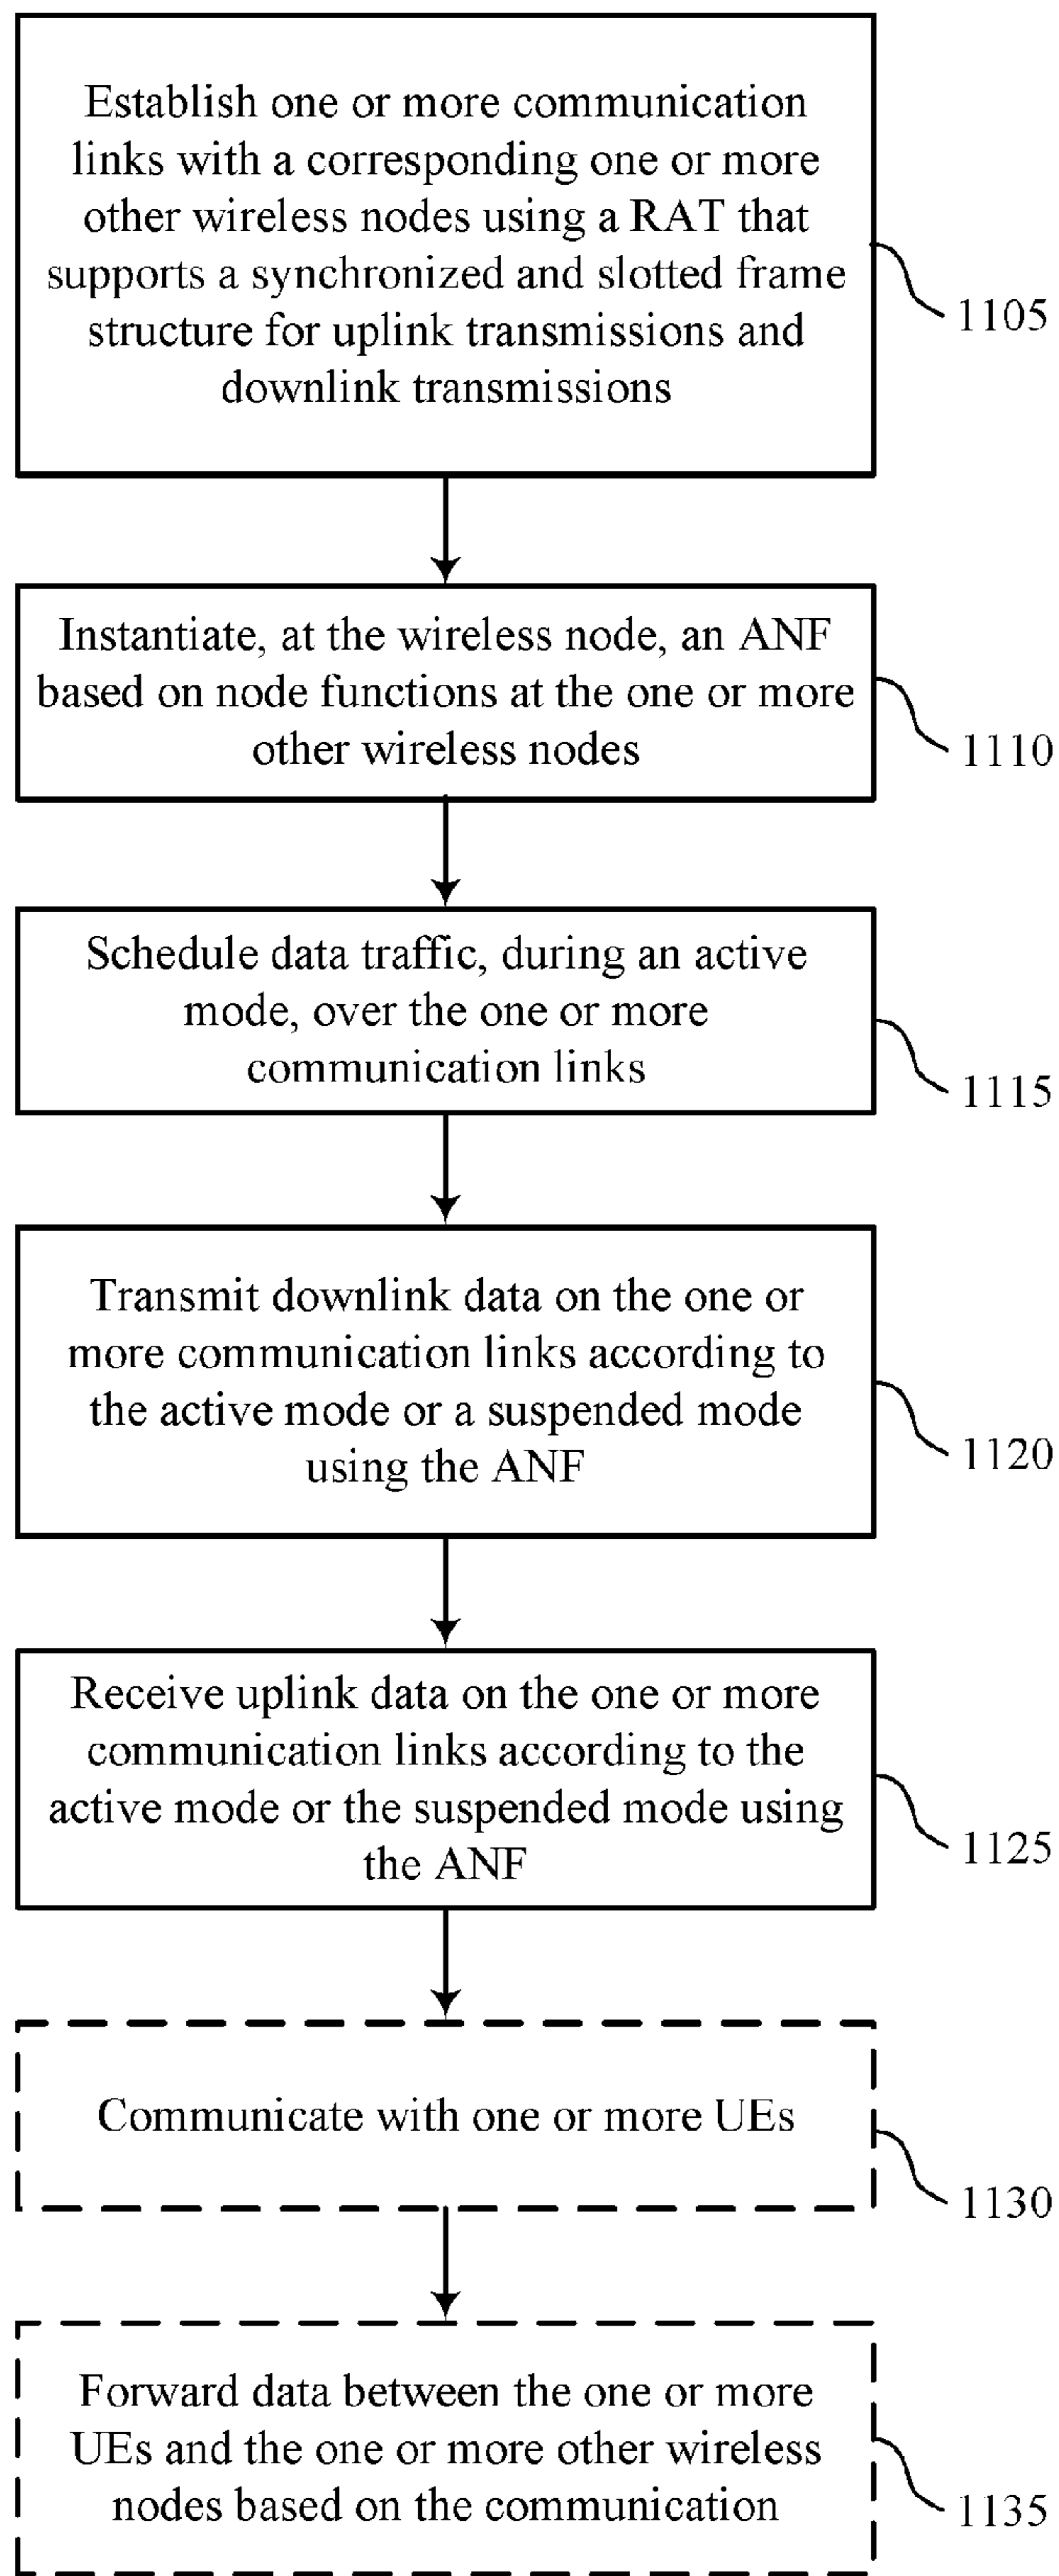 Establish one or more communication
links with a corresponding one or more
other wireless nodes using a RAT that
supports a synchronized and slotted frame
structure for uplink transmissions and
downlink transmissions
1105
Instantiate, at the wireless node, an ANF
based on node functions at the one or more
other wireless nodes
1110
Schedule data traffic, during an active
mode, over the one or more
communication links
1115
Transmit downlink data on the one or
more communication links according to
the active mode or a suspended mode
using the ANF
1120
Receive uplink data on the one or more
communication links according to the
active mode or the suspended mode using
the ANF
1125
Communicate with one or more UEs
1130
Forward data between the one or more
UEs and the one or more other wireless
nodes based on the communication
1135